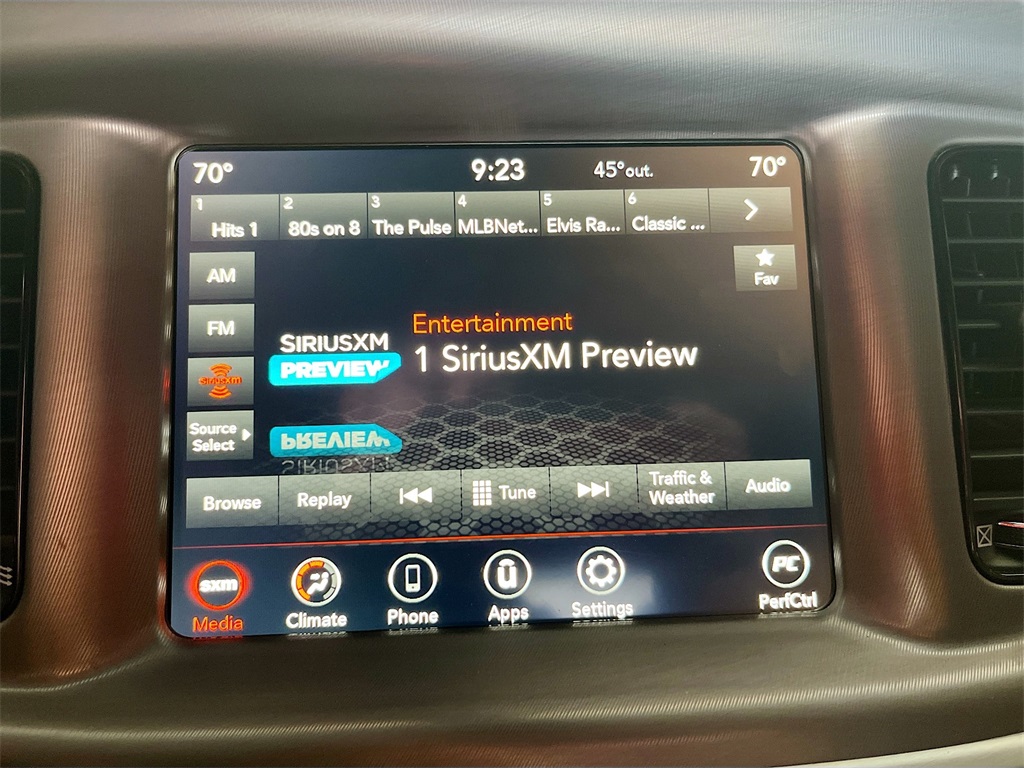 70° 9:23 45°out. 70°
1 2 3 4 5 6
Hits 1 80s on 8 The Pulse MLBNet... Elvis Ra... Classic ...
AM
Fav
FM
Entertainment
SIRIUSXM
PREVIEW
1 SiriusXM Preview
SiriusXm
Source
Select
Browse Replay Tune Traffic &
Weather Audio
sxm ū PC
Media Climate Phone Apps Settings PerfCtrl